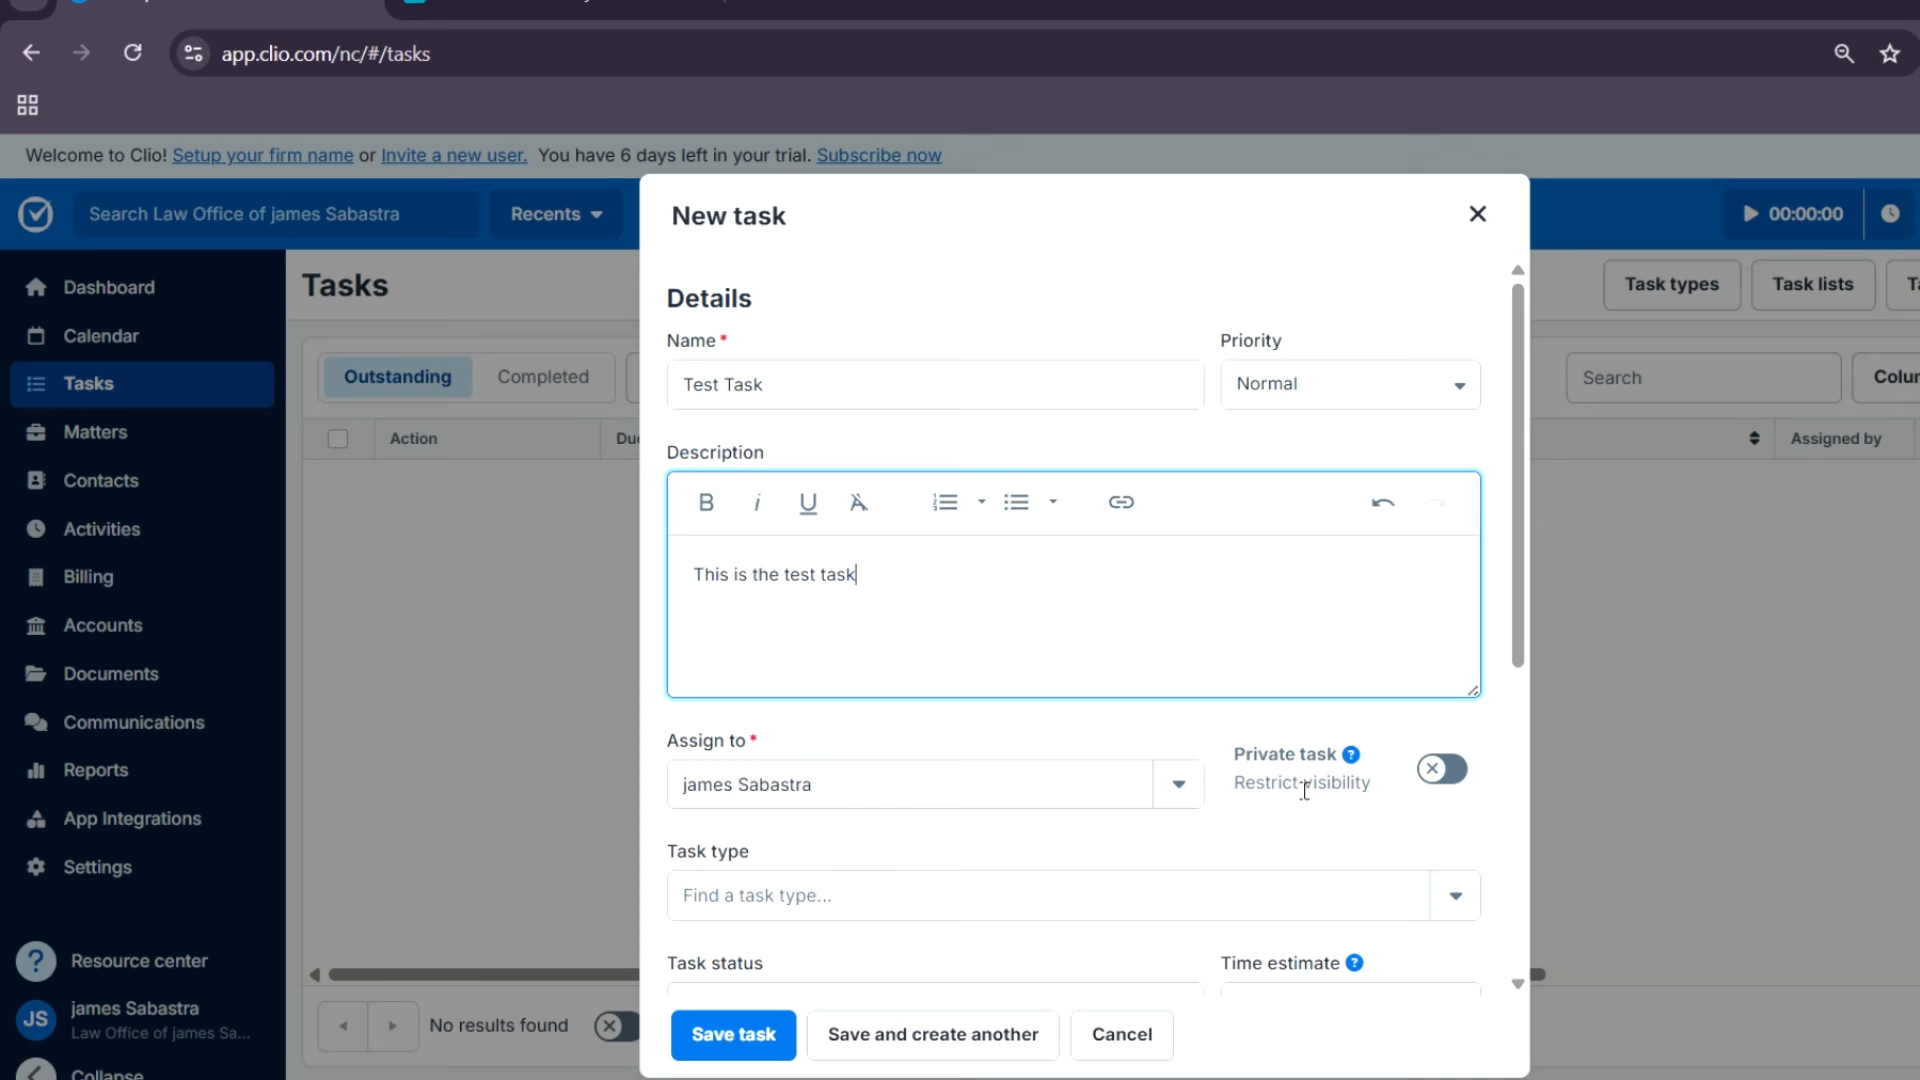 app.clio.com/nc/#/tasks
Welcome to Clio! Setup your firm name or Invite a new user. You have 6 days left in your trial. Subscribe now
Search Law Office of james Sabastra
Recents
00:00:00
Dashboard
Calendar
Tasks
Matters
Contacts
Activities
Billing
Accounts
Documents
Communications
Reports
App Integrations
Settings
Resource center
JS
james Sabastra
Law Office of james Sa...
Collapse
Tasks
Task types
Task lists
Outstanding
Completed
Search
Action
Assigned by
No results found
New task
Details
Name*
Priority
Test Task
Normal
Description
B i U
This is the test task
Assign to*
james Sabastra
Private task ?
Restrict visibility
Task type
Find a task type...
Task status
Time estimate ?
Save task
Save and create another
Cancel